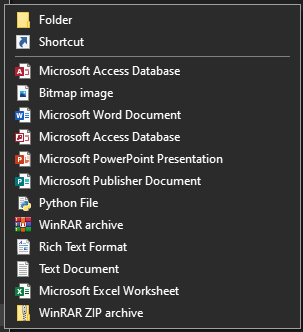 Folder
Shortcut
Microsoft Access Database
Bitmap image
Microsoft Word Document
Microsoft Access Database
Microsoft PowerPoint Presentation
Microsoft Publisher Document
Python File
WinRAR archive
Rich Text Format
Text Document
Microsoft Excel Worksheet
WinRAR ZIP archive